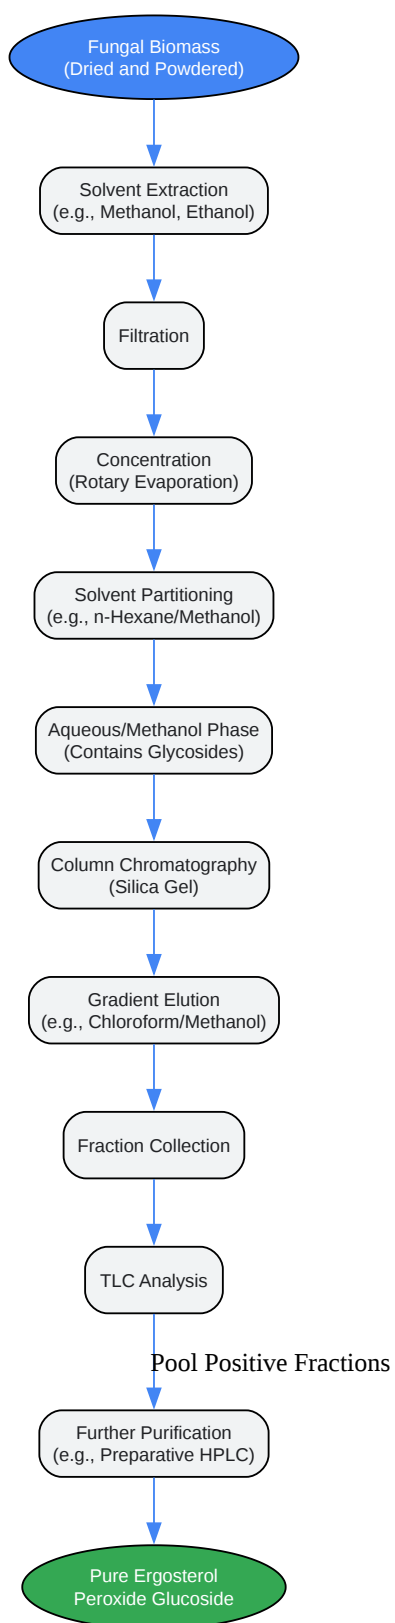 Fungal Biomass
(Dried and Powdered)
Solvent Extraction
(e.g., Methanol, Ethanol)
Filtration
Concentration
(Rotary Evaporation)
Solvent Partitioning
(e.g., n-Hexane/Methanol)
Aqueous/Methanol Phase
(Contains Glycosides)
Column Chromatography
(Silica Gel)
Gradient Elution
(e.g., Chloroform/Methanol)
Fraction Collection
TLC Analysis
Pool Positive Fractions
Further Purification
(e.g., Preparative HPLC)
Pure Ergosterol
Peroxide Glucoside